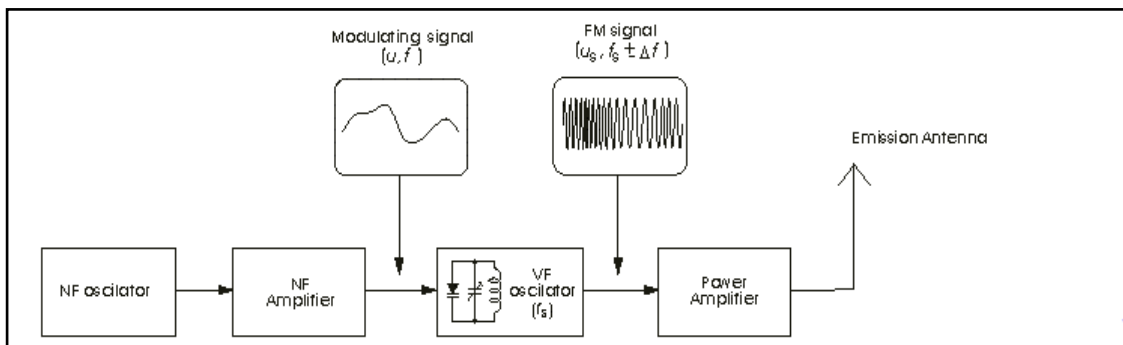 Modulating signal
(u, f)
FM signal
(us, fs ± Δf)
Emission Antenna
NF oscilator
NF
Amplifier
VF
oscilator
(fs)
Power
Amplifier